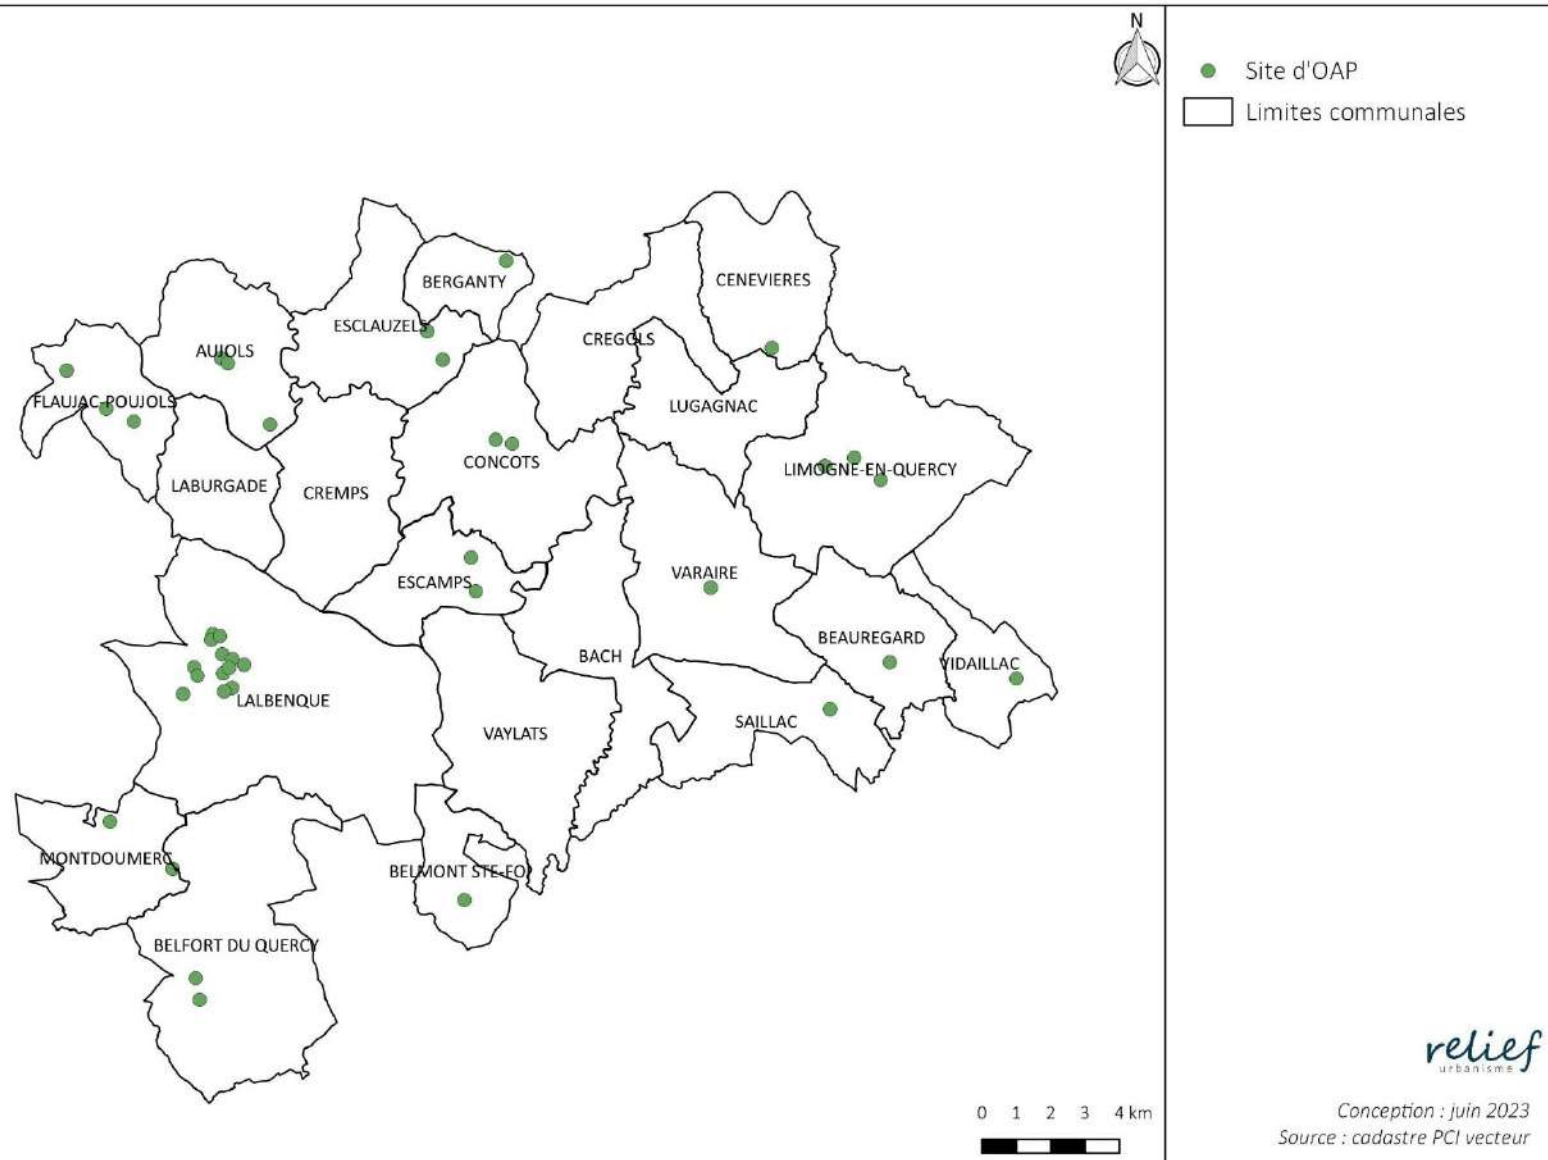 N
Site d'OAP
Limites communales
CENEVIERES
BERGANTY
ESCLAUZELS
CREGOLS
AUJOLS
FLAUJAC-POUJOLS
LUGAGNAC
CONCOTS
LIMOGNE-EN-QUERCY
LABURGADE
CREMPS
VARAIRE
ESCAMPS
BEAUREGARD
BACH
VIDAILLAC
LALBENQUE
SAILLAC
VAYLATS
MONTDOUMERC
BELMONT STE-FOI
BELFORT DU QUERCY
relief
urbanisme
0 1 2 3 4 km
Conception : juin 2023
Source : cadastre PCI vecteur